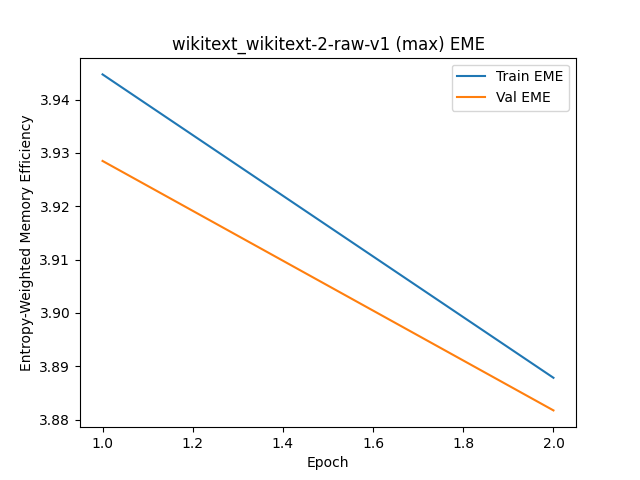 wikitext_wikitext-2-raw-v1 (max) EME
Train EME
Val EME
Entropy-Weighted Memory Efficiency
3.94
3.93
3.92
3.91
3.90
3.89
3.88
1.0 1.2 1.4 1.6 1.8 2.0
Epoch